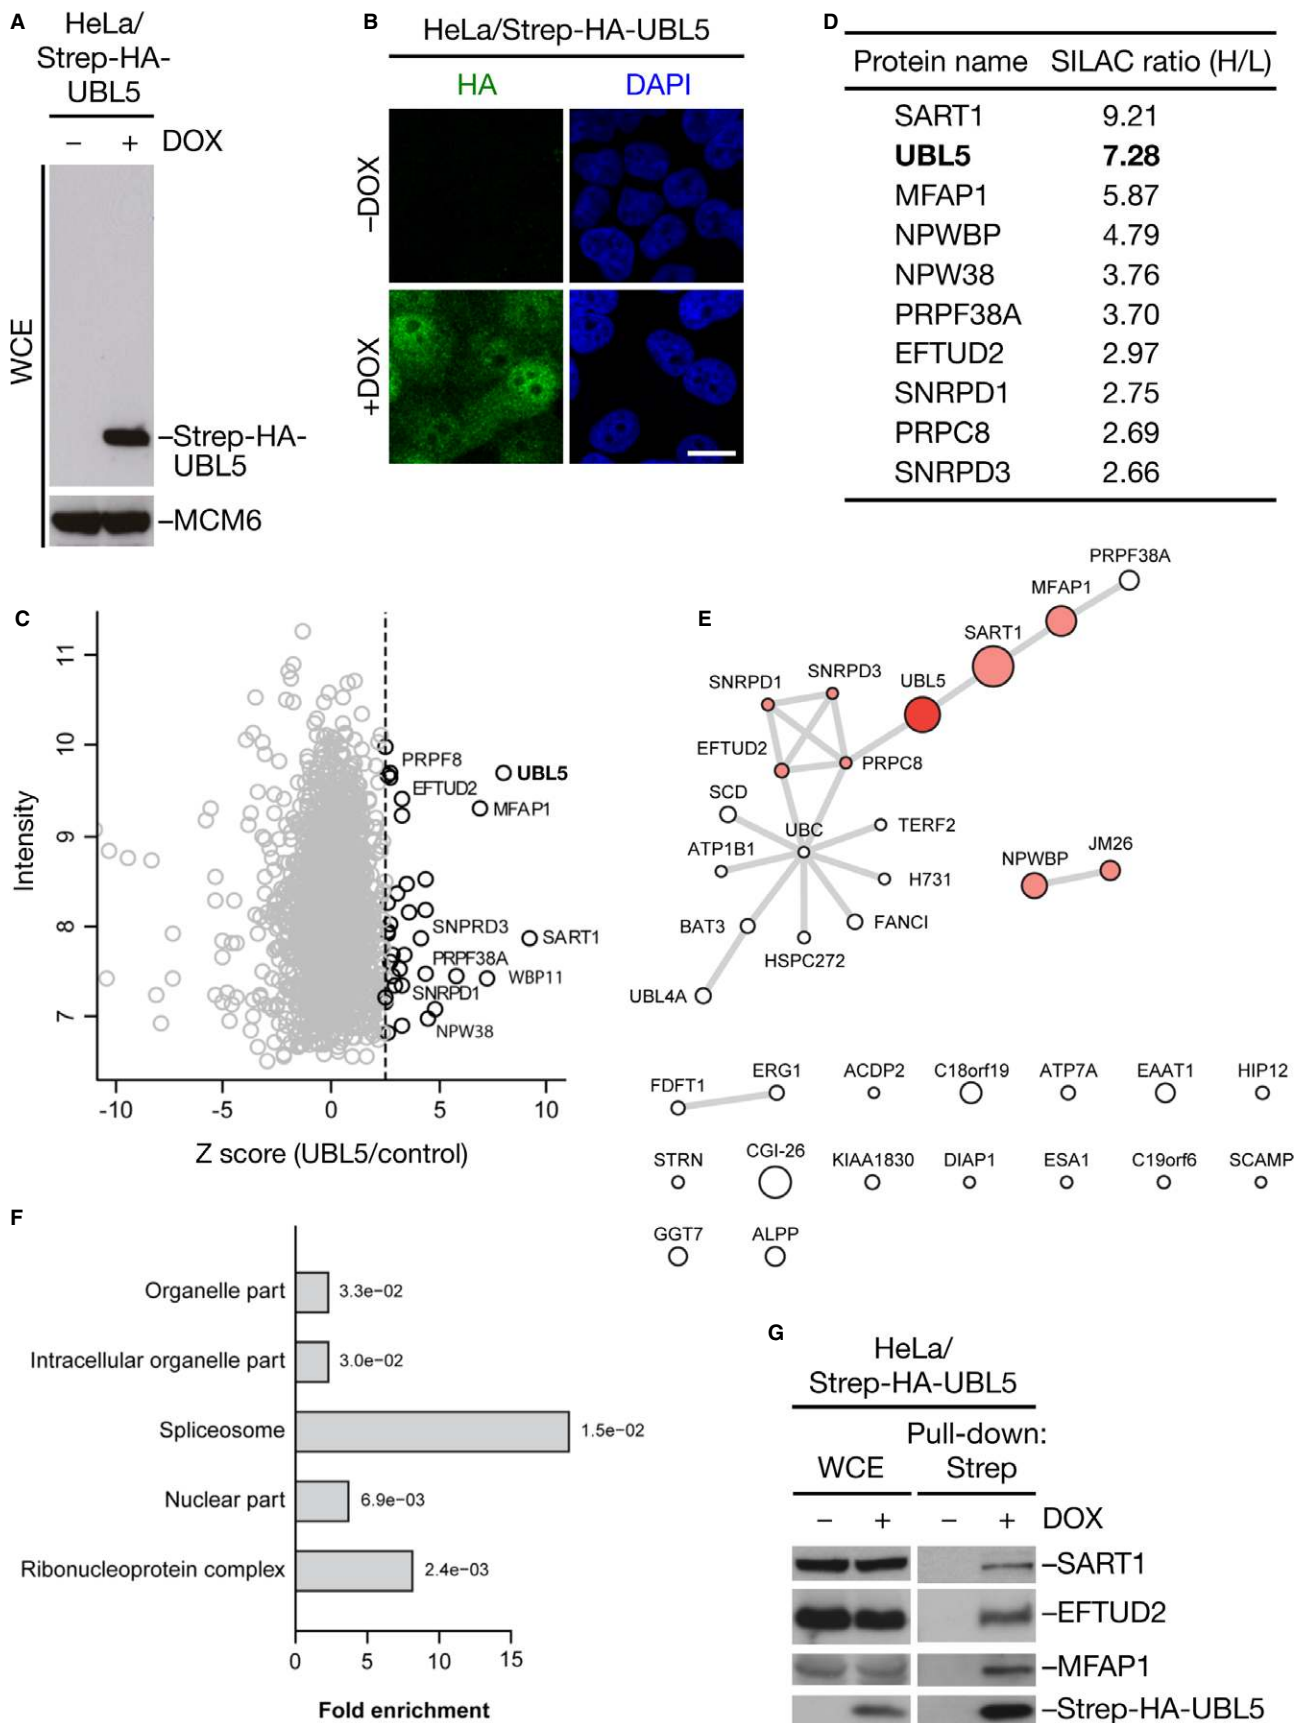 A
HeLa/
Strep-HA-
UBL5
– + DOX
WCE
–Strep-HA-
UBL5
–MCM6
B
HeLa/Strep-HA-UBL5
HA DAPI
–DOX
+DOX
D
Protein name SILAC ratio (H/L)
SART1 9.21
UBL5 7.28
MFAP1 5.87
NPWBP 4.79
NPW38 3.76
PRPF38A 3.70
EFTUD2 2.97
SNRPD1 2.75
PRPC8 2.69
SNRPD3 2.66
C
Intensity
11
10
9
8
7
PRPF8
UBL5
EFTUD2
MFAP1
SNPRD3
SART1
PRPF38A
WBP11
SNRPD1
NPW38
-10 -5 0 5 10
Z score (UBL5/control)
E
PRPF38A
MFAP1
SART1
UBL5
SNRPD3
SNRPD1
EFTUD2
PRPC8
SCD
UBC
TERF2
ATP1B1
H731
NPWBP
JM26
BAT3
FANCI
HSPC272
UBL4A
FDFT1 ERG1 ACDP2 C18orf19 ATP7A EAAT1 HIP12
STRN CGI-26 KIAA1830 DIAP1 ESA1 C19orf6 SCAMP
GGT7 ALPP
F
Organelle part 3.3e−02
Intracellular organelle part 3.0e−02
Spliceosome 1.5e−02
Nuclear part 6.9e−03
Ribonucleoprotein complex 2.4e−03
0 5 10 15
Fold enrichment
G
HeLa/
Strep-HA-UBL5
Pull-down:
WCE Strep
– + – + DOX
–SART1
–EFTUD2
–MFAP1
–Strep-HA-UBL5